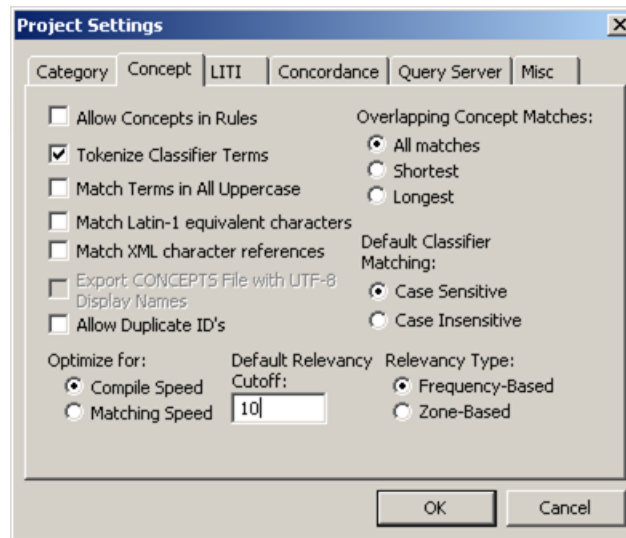 Project Settings
Category Concept LITI Concordance Query Server Misc
Allow Concepts in Rules
Tokenize Classifier Terms
Match Terms in All Uppercase
Match Latin-1 equivalent characters
Match XML character references
Export CONCEPTS File with UTF-8
Display Names
Allow Duplicate ID's
Overlapping Concept Matches:
All matches
Shortest
Longest
Default Classifier
Matching:
Case Sensitive
Case Insensitive
Optimize for:
Compile Speed
Matching Speed
Default Relevancy
Cutoff:
10
Relevancy Type:
Frequency-Based
Zone-Based
OK Cancel